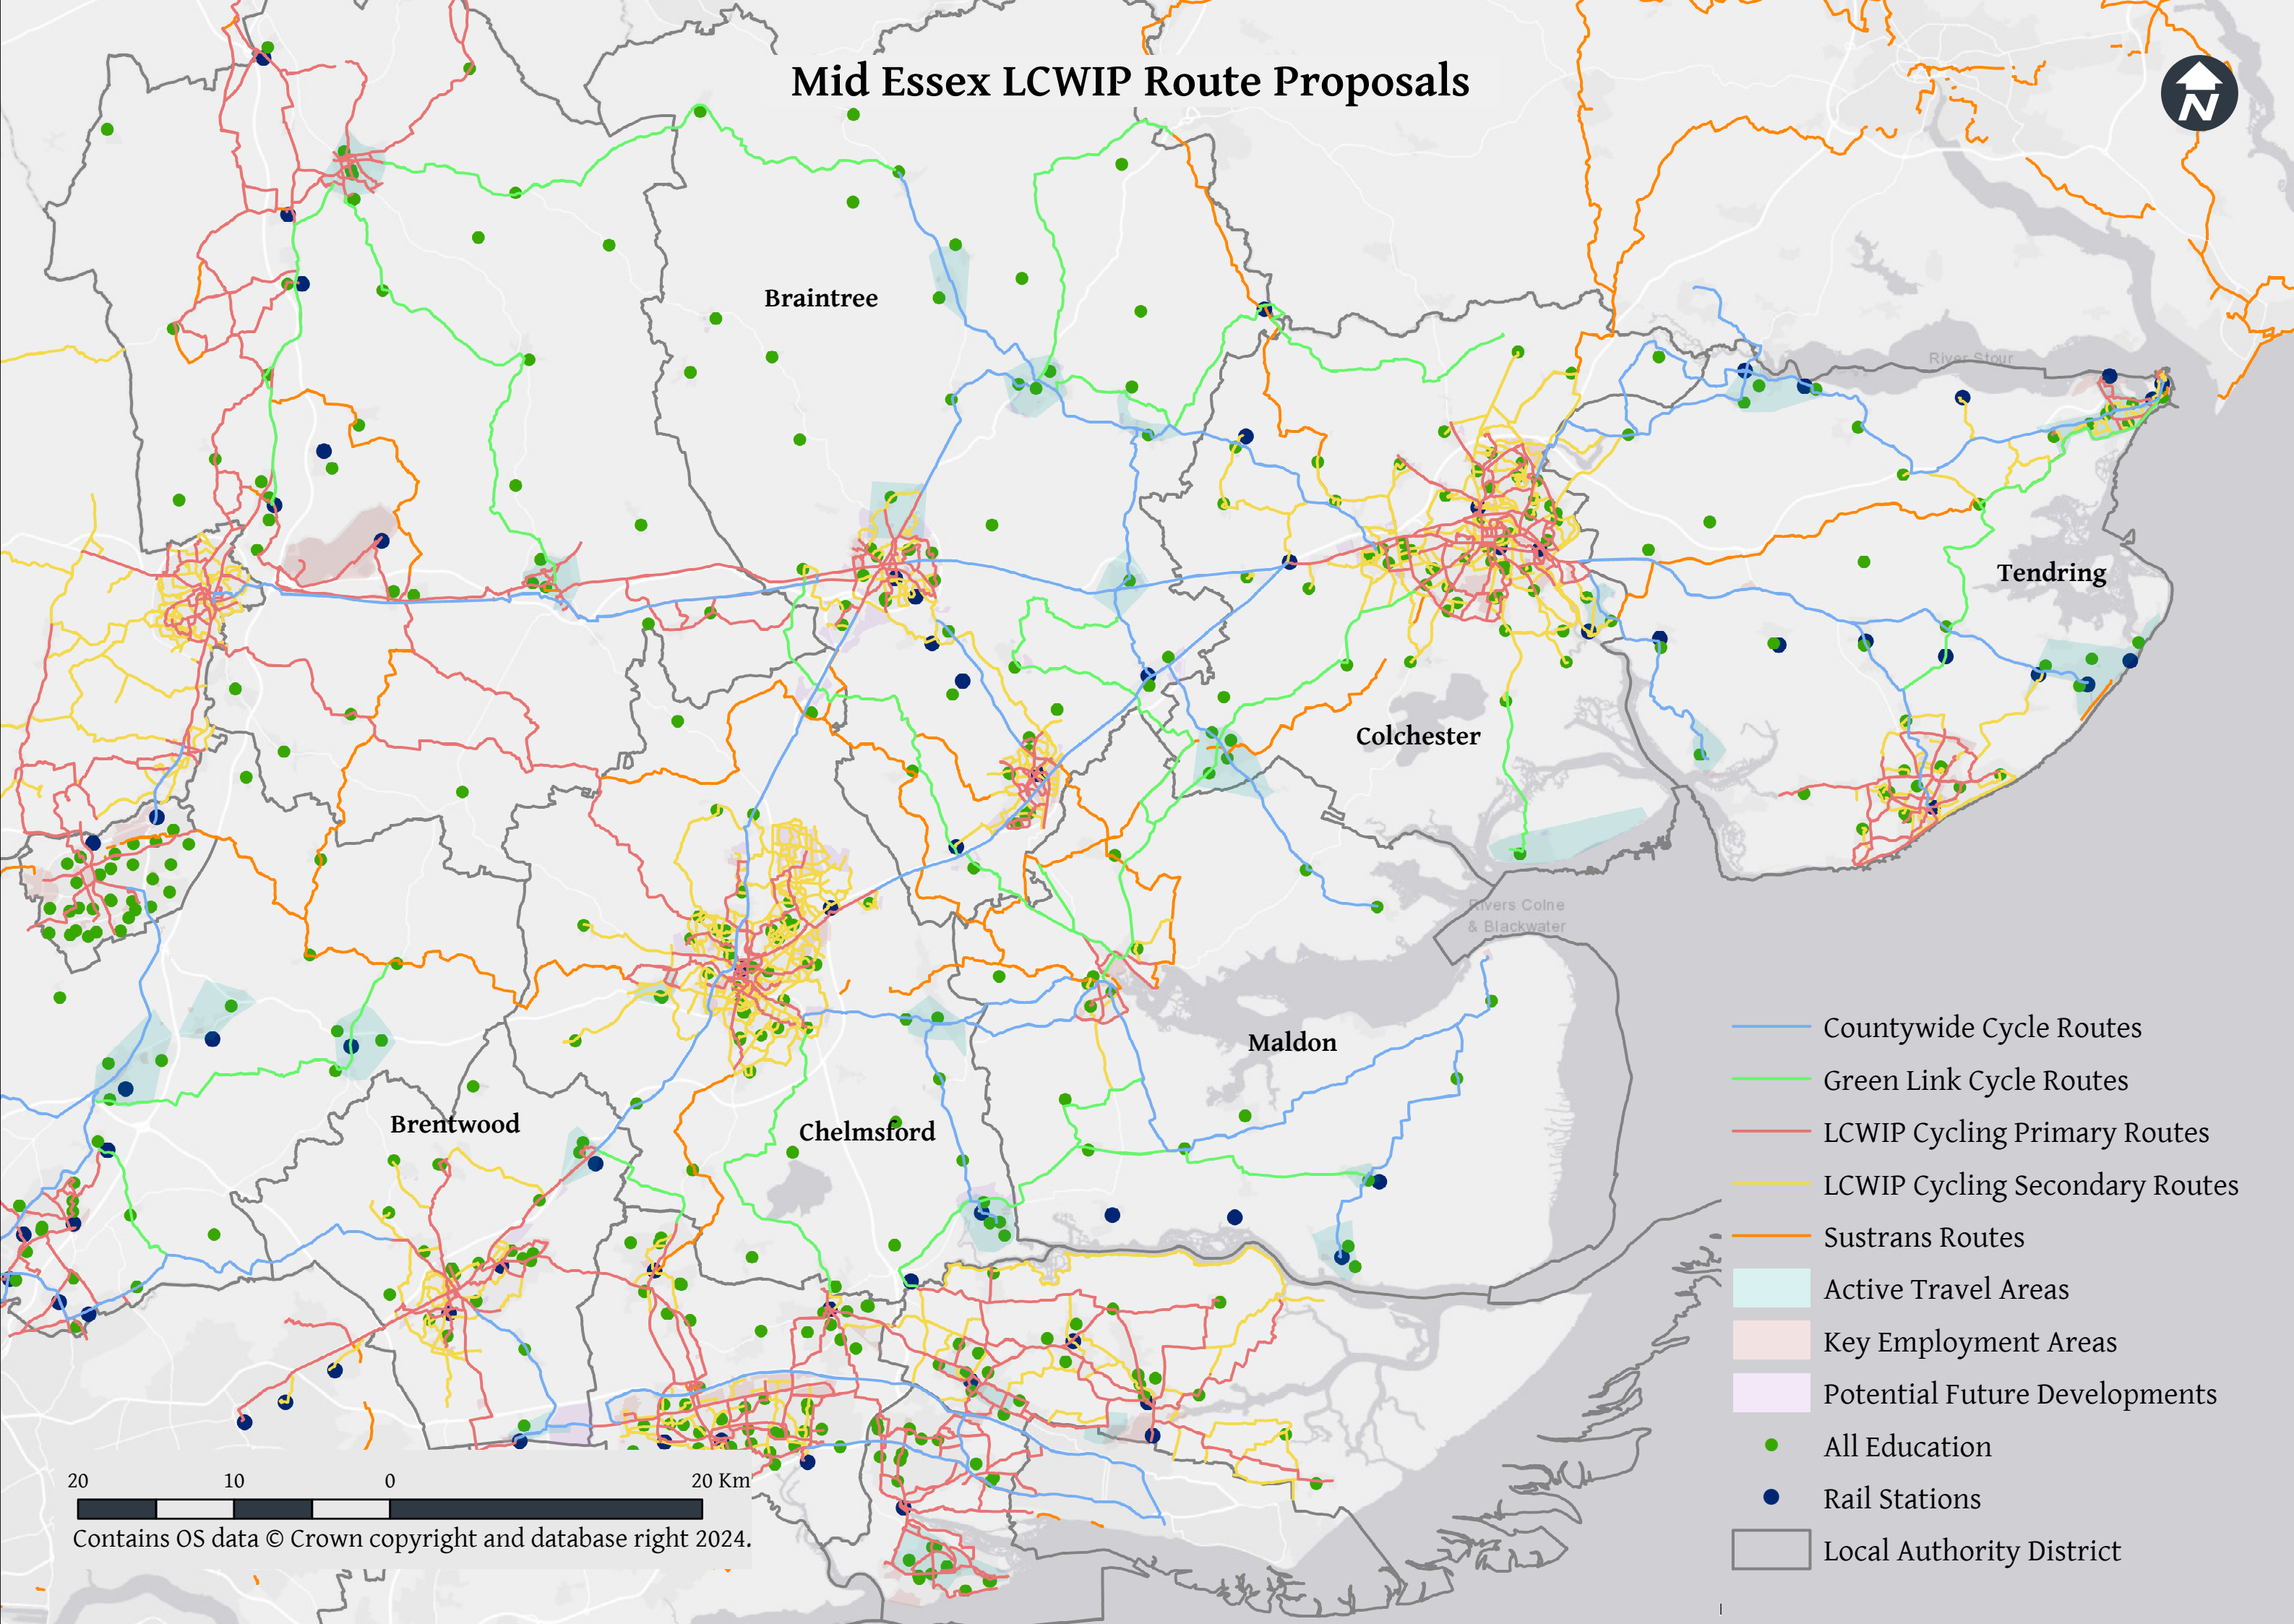 Mid Essex LCWIP Route Proposals
N
Braintree
River Stour
Tendring
Colchester
Rivers Colne
& Blackwater
Maldon
Brentwood
Chelmsford
Countywide Cycle Routes
Green Link Cycle Routes
LCWIP Cycling Primary Routes
LCWIP Cycling Secondary Routes
Sustrans Routes
Active Travel Areas
Key Employment Areas
Potential Future Developments
All Education
Rail Stations
Local Authority District
20 10 0 20 Km
Contains OS data © Crown copyright and database right 2024.